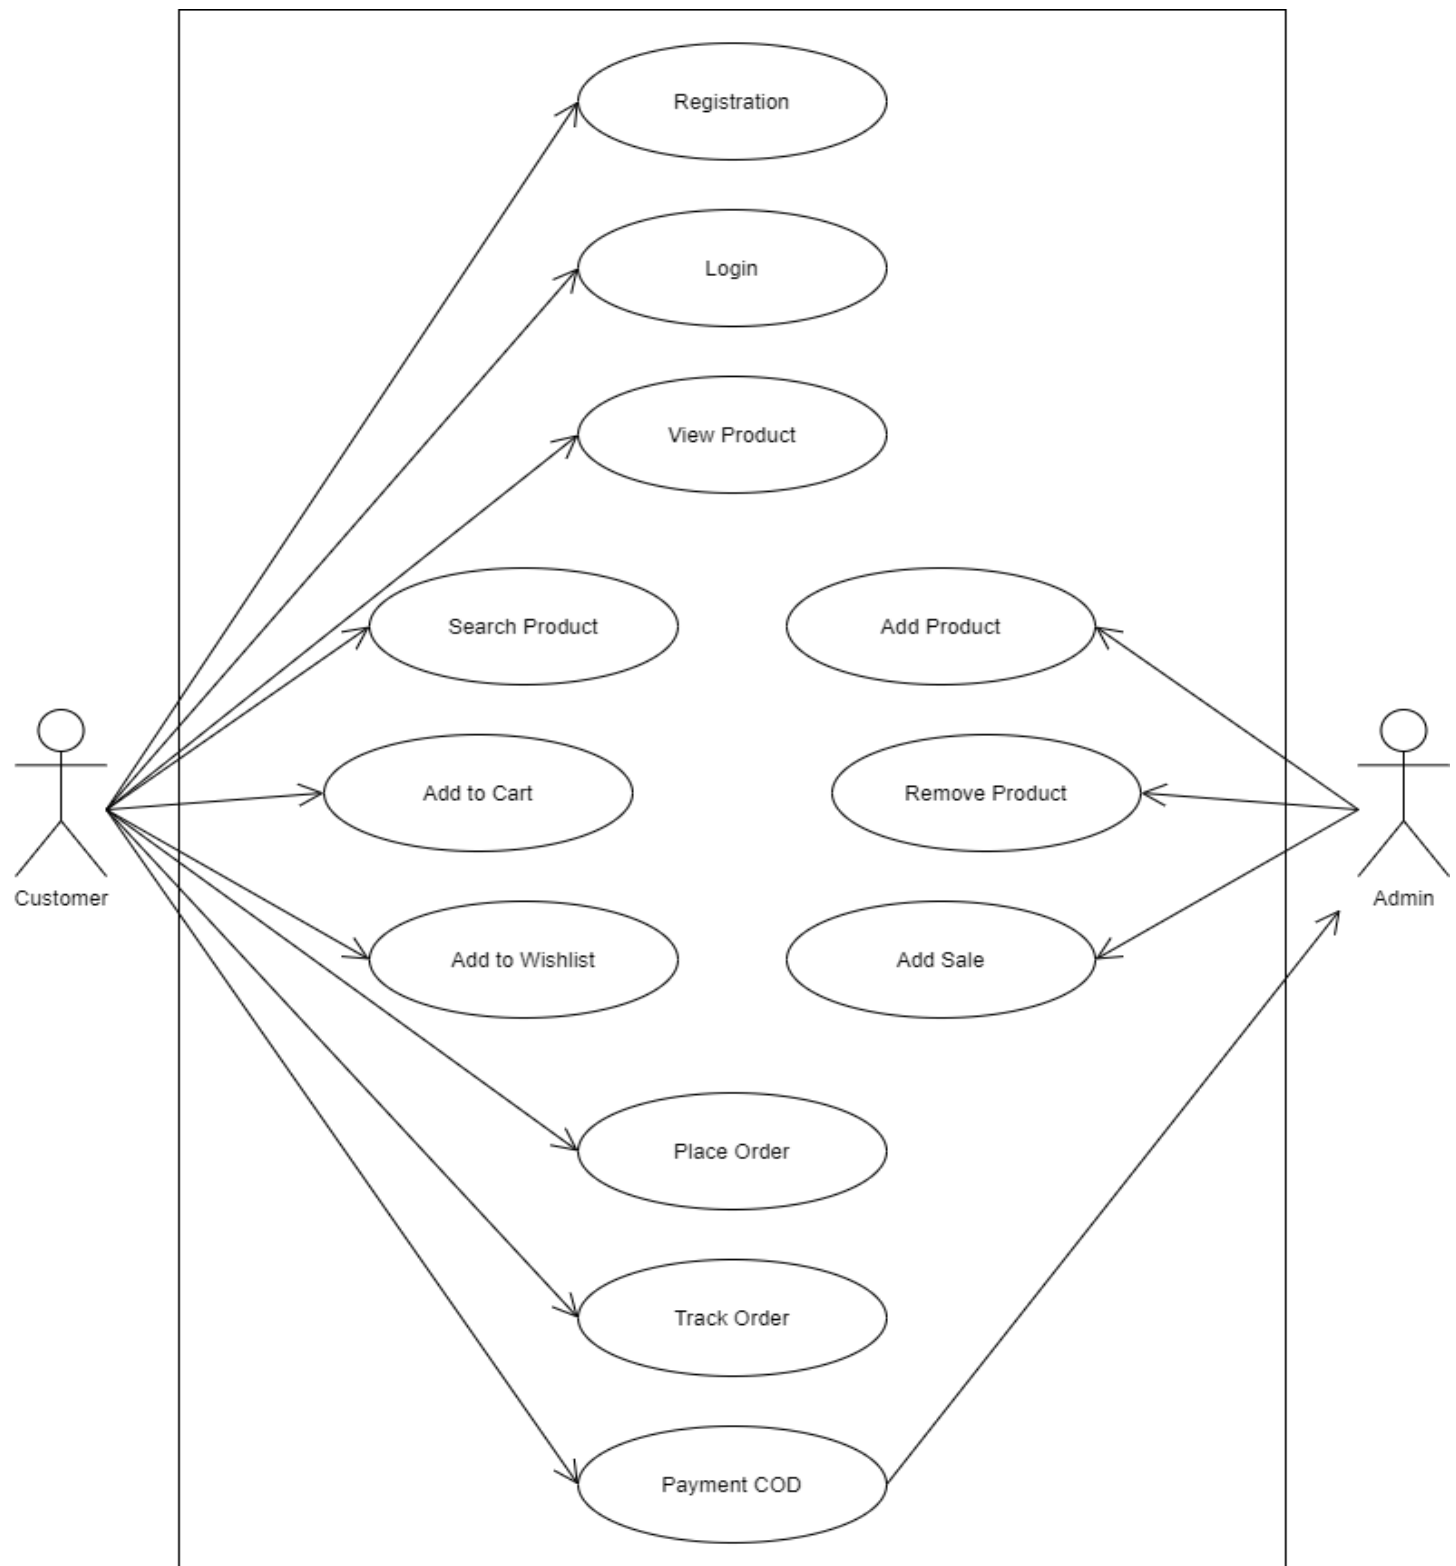 Registration
Login
View Product
Search Product
Add Product
Add to Cart
Remove Product
Customer
Admin
Add to Wishlist
Add Sale
Place Order
Track Order
Payment COD